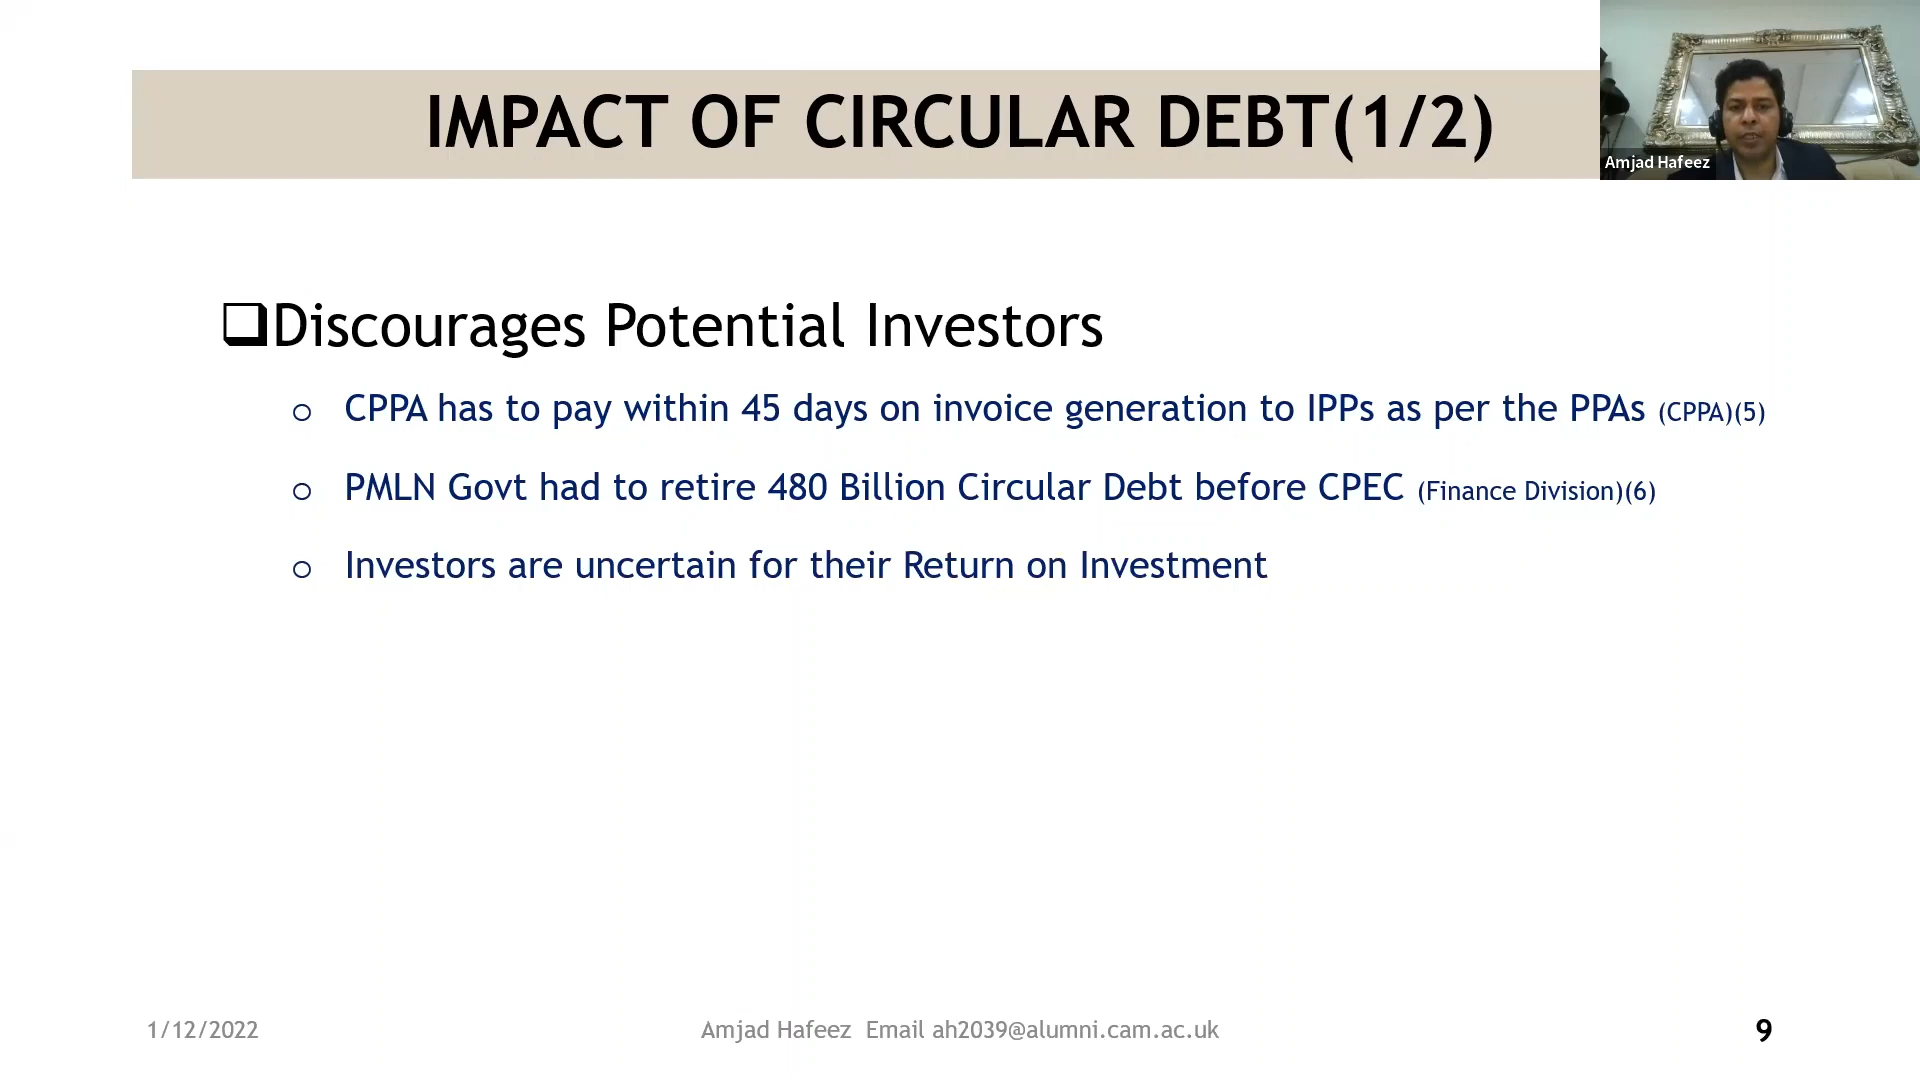 IMPACT OF CIRCULAR DEBT(1/2)
Amjad Hafeez
Discourages Potential Investors
CPPA has to pay within 45 days on invoice generation to IPPs as per the PPAs (CPPA)(5)
PMLN Govt had to retire 480 Billion Circular Debt before CPEC (Finance Division)(6)
Investors are uncertain for their Return on Investment
1/12/2022
Amjad Hafeez Email ah2039@alumni.cam.ac.uk
9